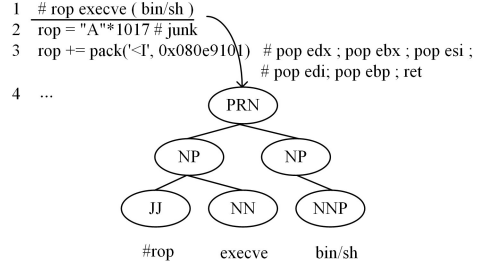 1 # rop execve ( bin/sh )
2 rop = "A"*1017 # junk
3 rop += pack('<I', 0x080e9101) # pop edx ; pop ebx ; pop esi ;
# pop edi; pop ebp ; ret
4 ...
PRN
NP NP
JJ NN NNP
#rop execve bin/sh